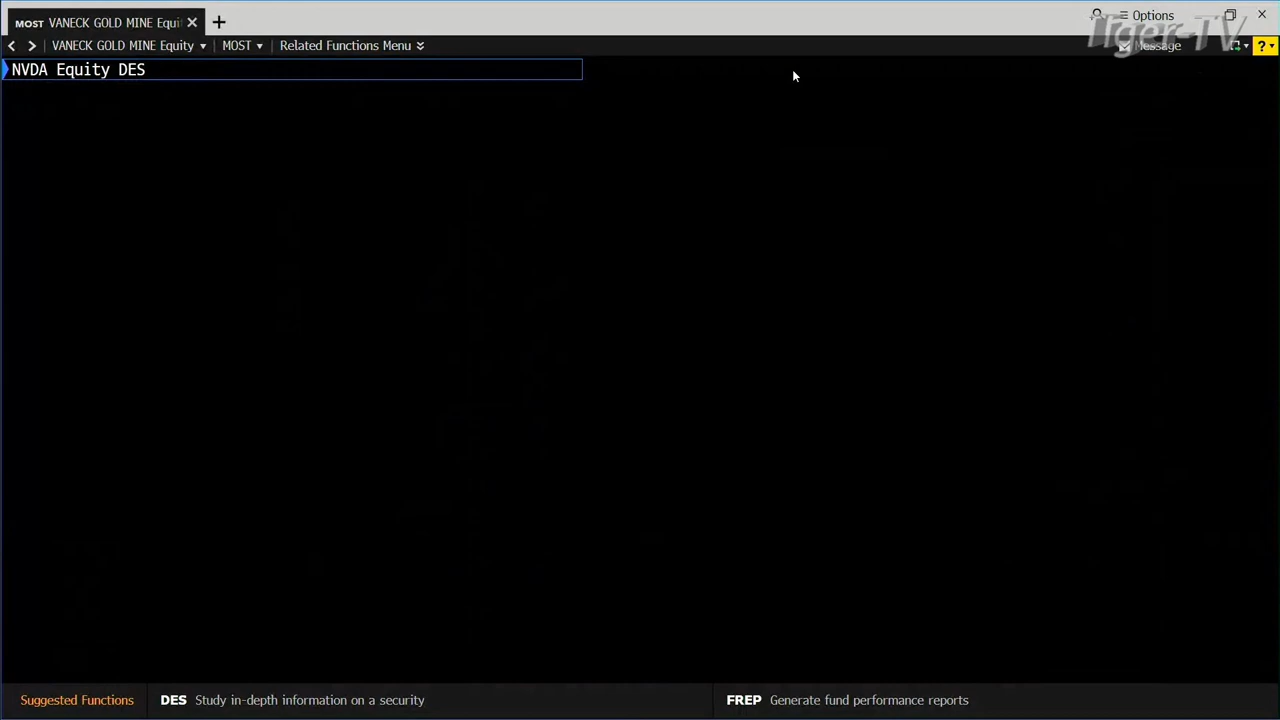 MOST VANECK GOLD MINE Equi
Options
Tiger-TV
VANECK GOLD MINE Equity
MOST
Related Functions Menu
Message
?
NVDA Equity DES
Suggested Functions
DES Study in-depth information on a security
FREP Generate fund performance reports